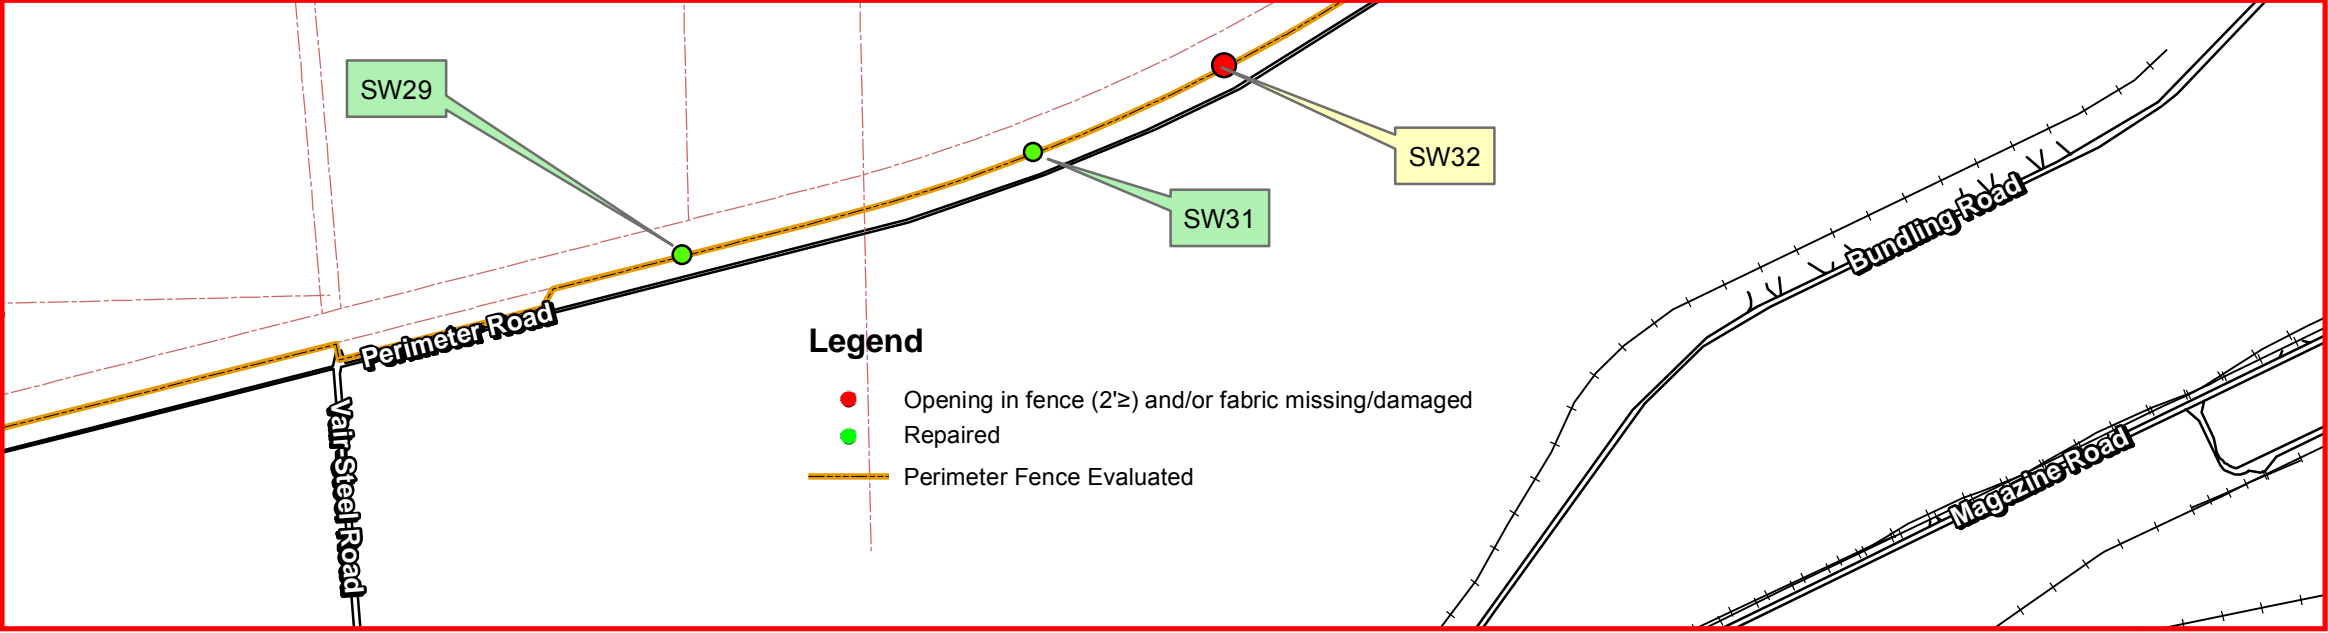 SW29
SW32
SW31
Bundling Road
Perimeter Road
Legend
Opening in fence (2'≥) and/or fabric missing/damaged
Repaired
Perimeter Fence Evaluated
Yair Steel Road
Magazine Road